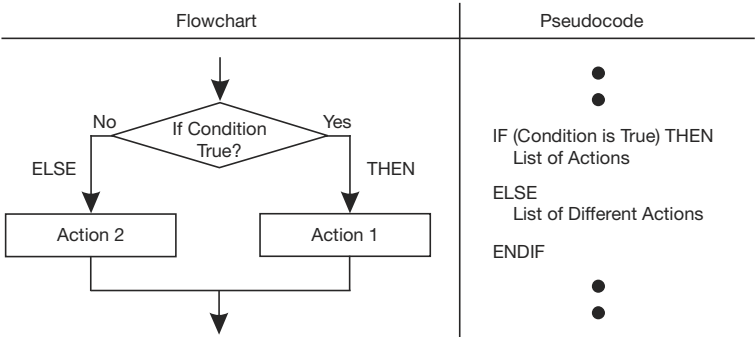 Flowchart
Pseudocode
No
If Condition
True?
Yes
ELSE
THEN
Action 2
Action 1
IF (Condition is True) THEN
List of Actions
ELSE
List of Different Actions
ENDIF